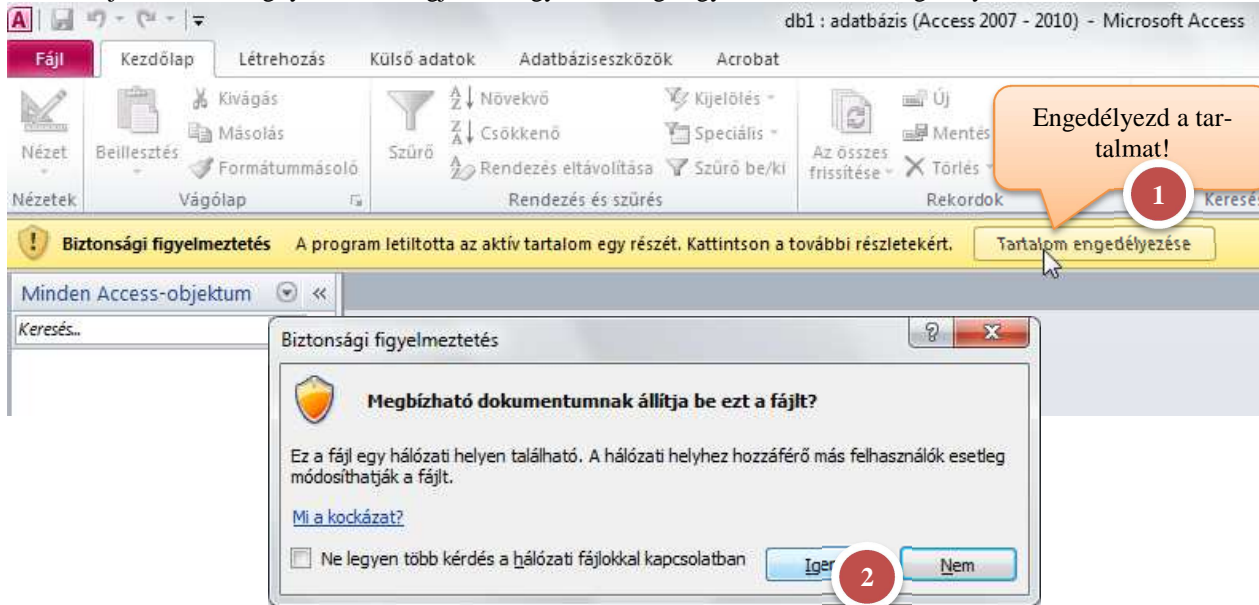 db1 : adatbázis (Access 2007 - 2010) - Microsoft Access
Fájl Kezdőlap Létrehozás Külső adatok Adatbáziseszközök Acrobat
Nézet
Beillesztés
Kivágás
Másolás
Formátummásoló
Szűrő
Növekvő
Csökkenő
Rendezés eltávolítása
Kijelölés
Speciális
Szűrő be/ki
Az összes
frissítése
Új
Mentés
Törlés
Engedélyezd a tar-
talmat!
1
Nézetek Vágólap Rendezés és szűrés Rekordok Keresés
Biztonsági figyelmeztetés A program letiltotta az aktív tartalom egy részét. Kattintson a további részletekért. Tartalom engedélyezése
Minden Access-objektum
Keresés...
Biztonsági figyelmeztetés
Megbízható dokumentumnak állítja be ezt a fájlt?
Ez a fájl egy hálózati helyen található. A hálózati helyhez hozzáférő más felhasználók esetleg
módosíthatják a fájlt.
Mi a kockázat?
Ne legyen több kérdés a hálózati fájlokkal kapcsolatban
2
Nem